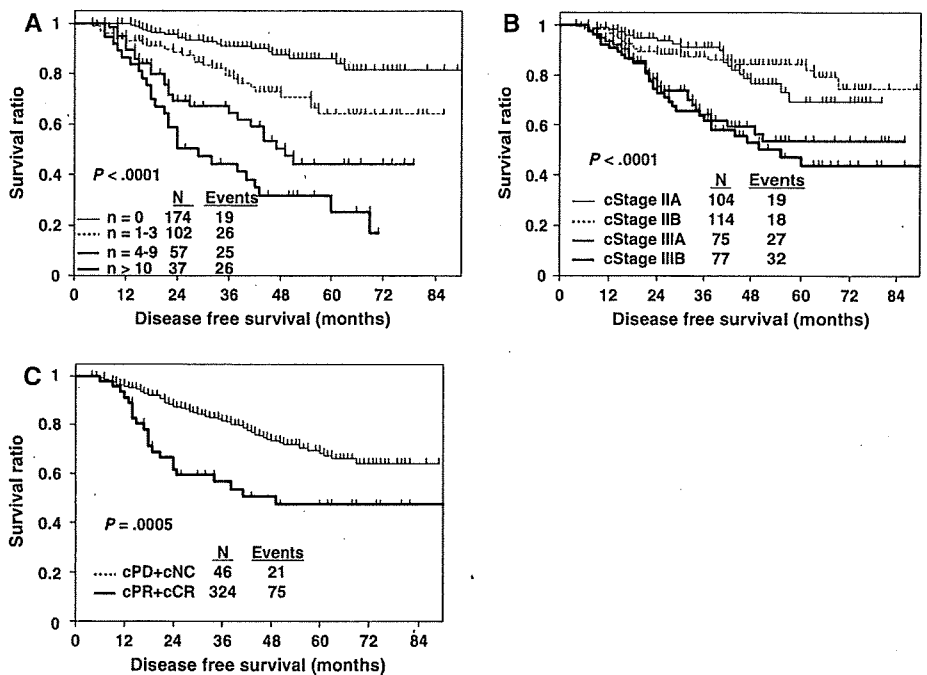 A
1
0.8
0.6
0.4
0.2
0
Survival ratio
P < .0001
N Events
n = 0 174 19
n = 1-3 102 26
n = 4-9 57 25
n > 10 37 26
0 12 24 36 48 60 72 84
Disease free survival (months)
B
1
0.8
0.6
0.4
0.2
0
Survival ratio
P < .0001
N Events
cStage IIA 104 19
cStage IIB 114 18
cStage IIIA 75 27
cStage IIIB 77 32
0 12 24 36 48 60 72 84
Disease free survival (months)
C
1
0.8
0.6
0.4
0.2
0
Survival ratio
P = .0005
N Events
cPD+cNC 46 21
cPR+cCR 324 75
0 12 24 36 48 60 72 84
Disease free survival (months)